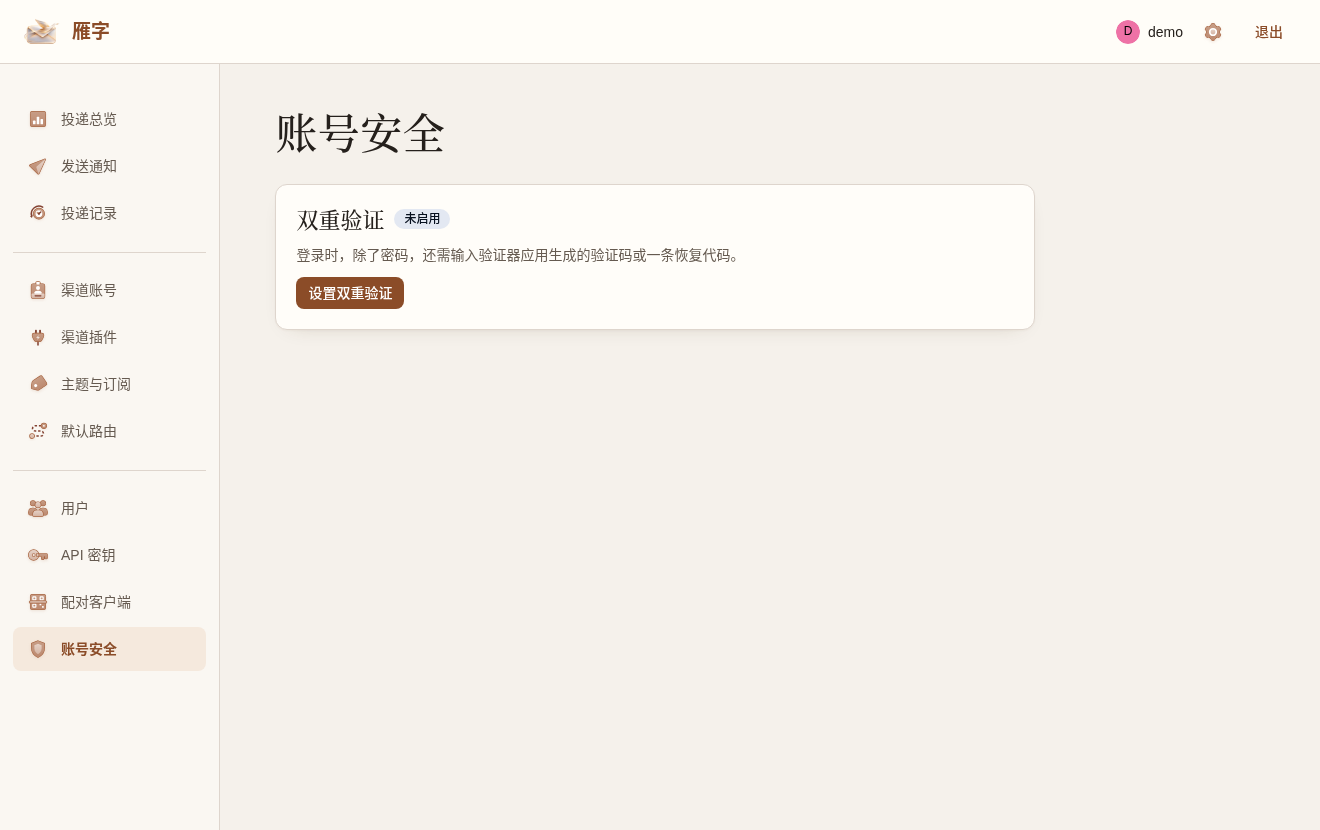 雁字
D demo 退出
投递总览
发送通知
投递记录
渠道账号
渠道插件
主题与订阅
默认路由
用户
API 密钥
配对客户端
账号安全
账号安全
双重验证 未启用
登录时，除了密码，还需输入验证器应用生成的验证码或一条恢复代码。
设置双重验证